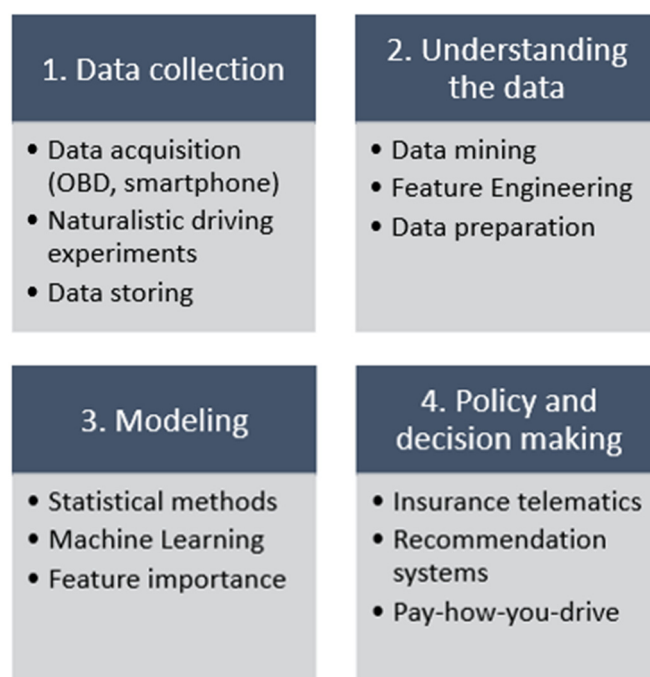 1. Data collection
• Data acquisition
(OBD, smartphone)
• Naturalistic driving
experiments
• Data storing
2. Understanding
the data
• Data mining
• Feature Engineering
• Data preparation
3. Modeling
• Statistical methods
• Machine Learning
• Feature importance
4. Policy and
decision making
• Insurance telematics
• Recommendation
systems
• Pay-how-you-drive